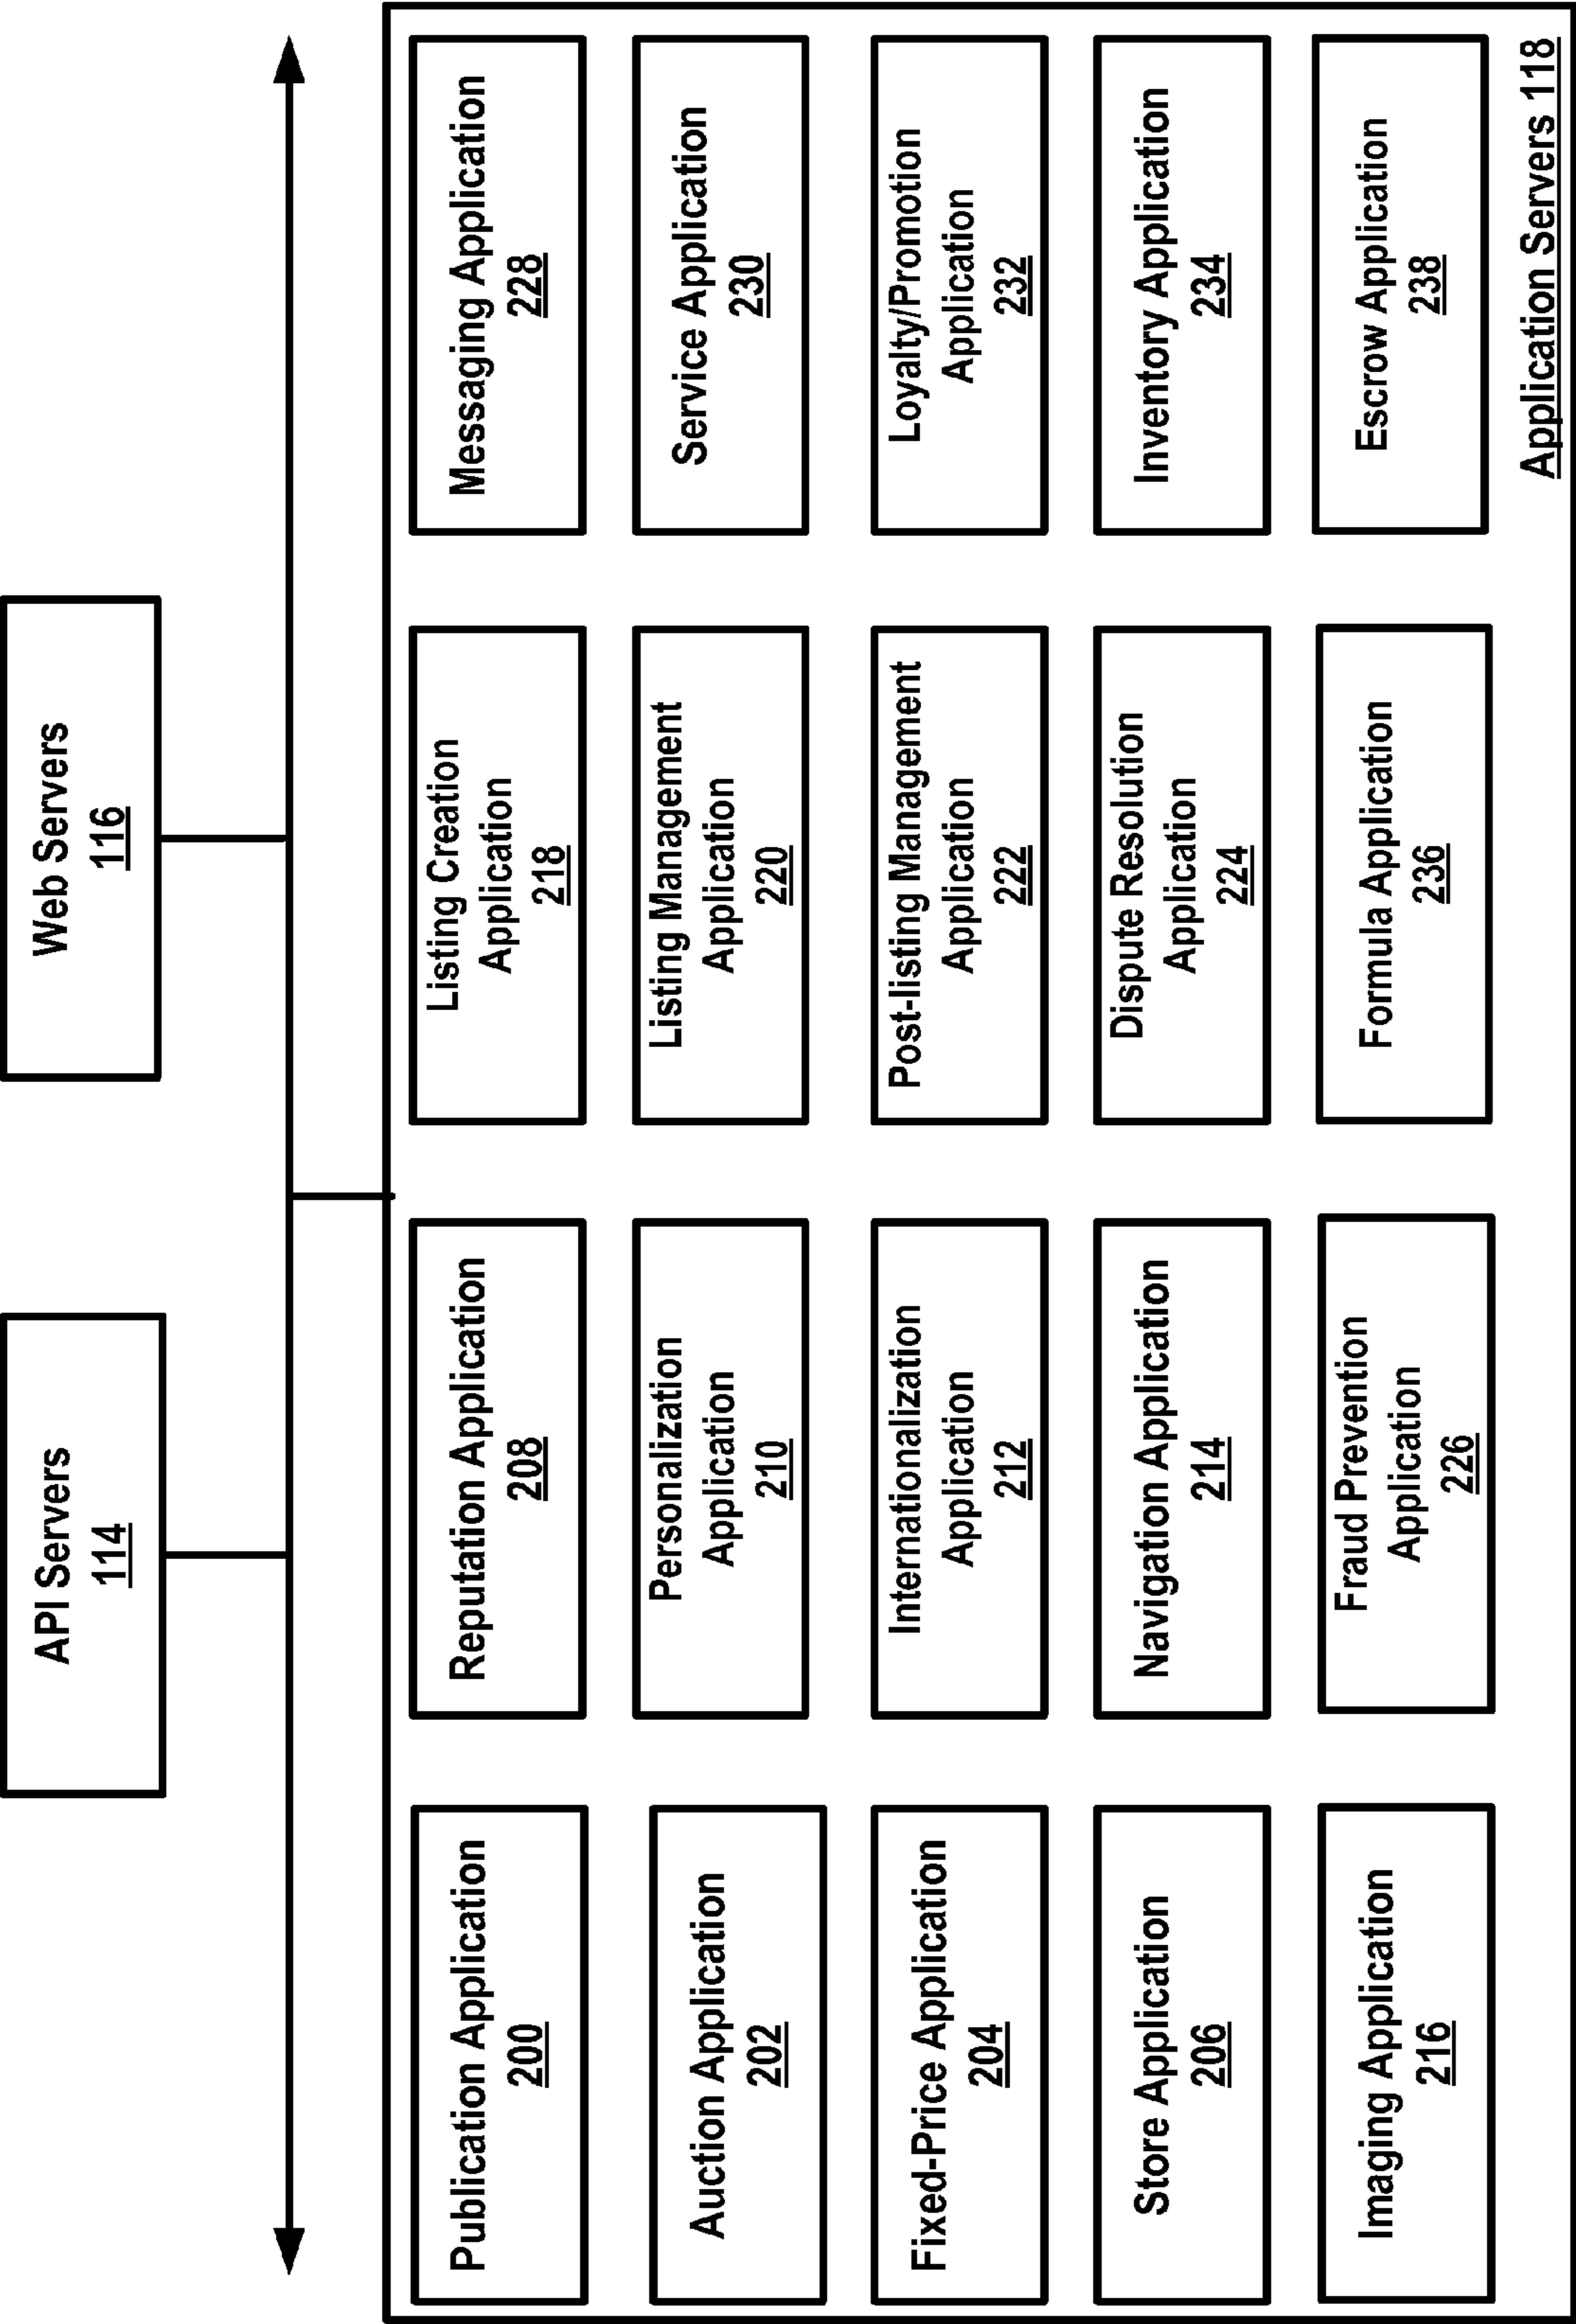 API Servers
114
Web Servers
116
Publication Application
200
Reputation Application
208
Listing Creation
Application
218
Messaging Application
228
Auction Application
202
Personalization
Application
210
Listing Management
Application
220
Service Application
230
Fixed-Price Application
204
Internationalization
Application
212
Post-listing Management
Application
222
Loyalty/Promotion
Application
232
Store Application
206
Navigation Application
214
Dispute Resolution
Application
224
Inventory Application
234
Imaging Application
216
Fraud Prevention
Application
226
Formula Application
236
Escrow Application
238
Application Servers 118